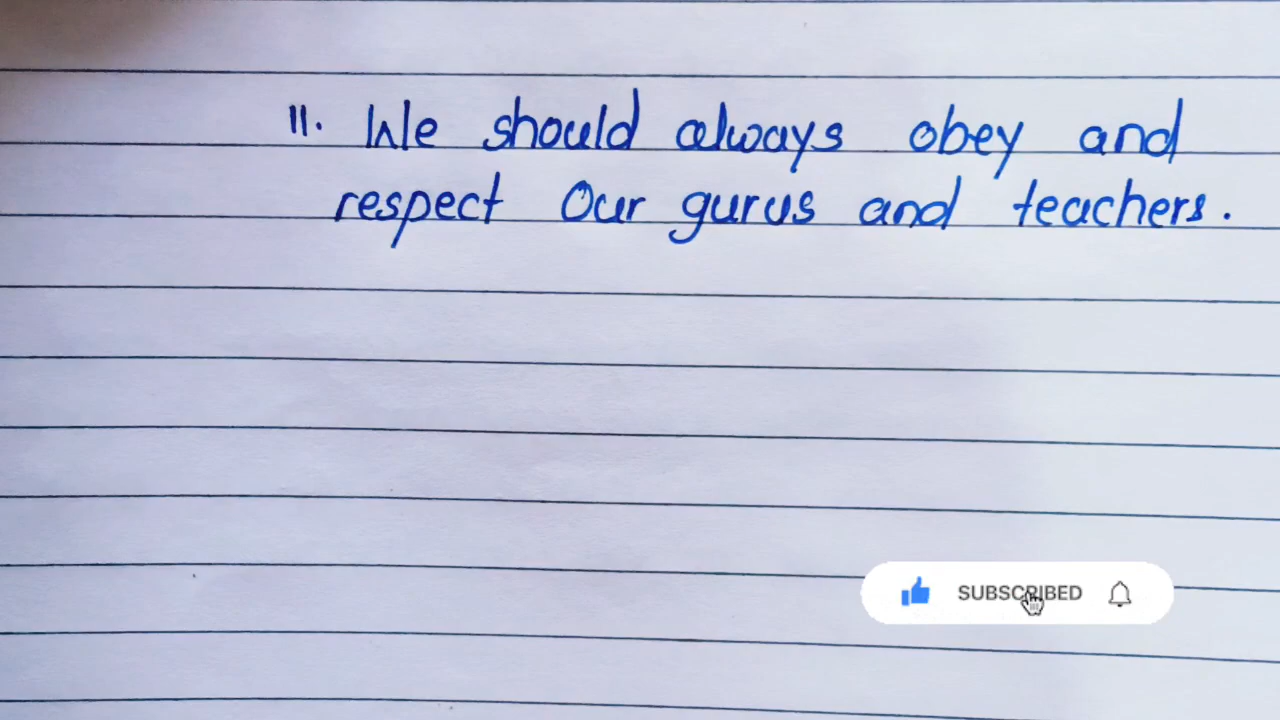 11. We should always obey and
respect Our gurus and teachers.
SUBSCRIBED